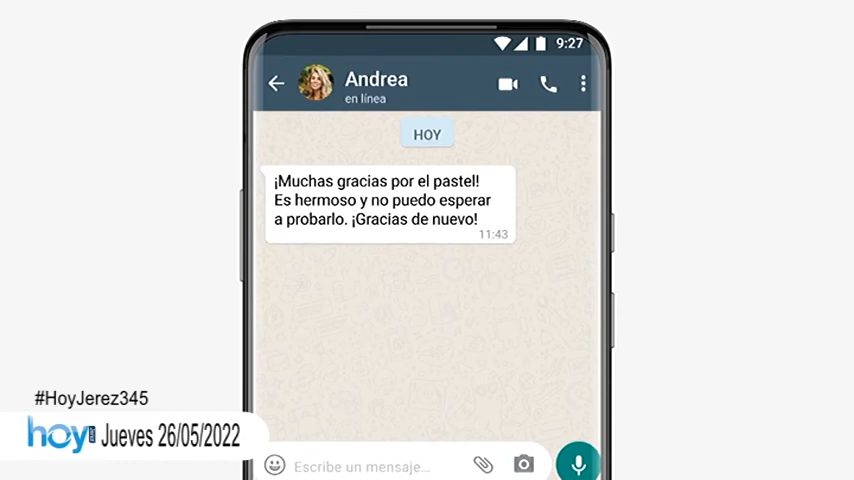 9:27
Andrea
en línea
HOY
¡Muchas gracias por el pastel!
Es hermoso y no puedo esperar
a probarlo. ¡Gracias de nuevo!
11:43
Escribe un mensaje...
#HoyJerez345
hoy Jueves 26/05/2022